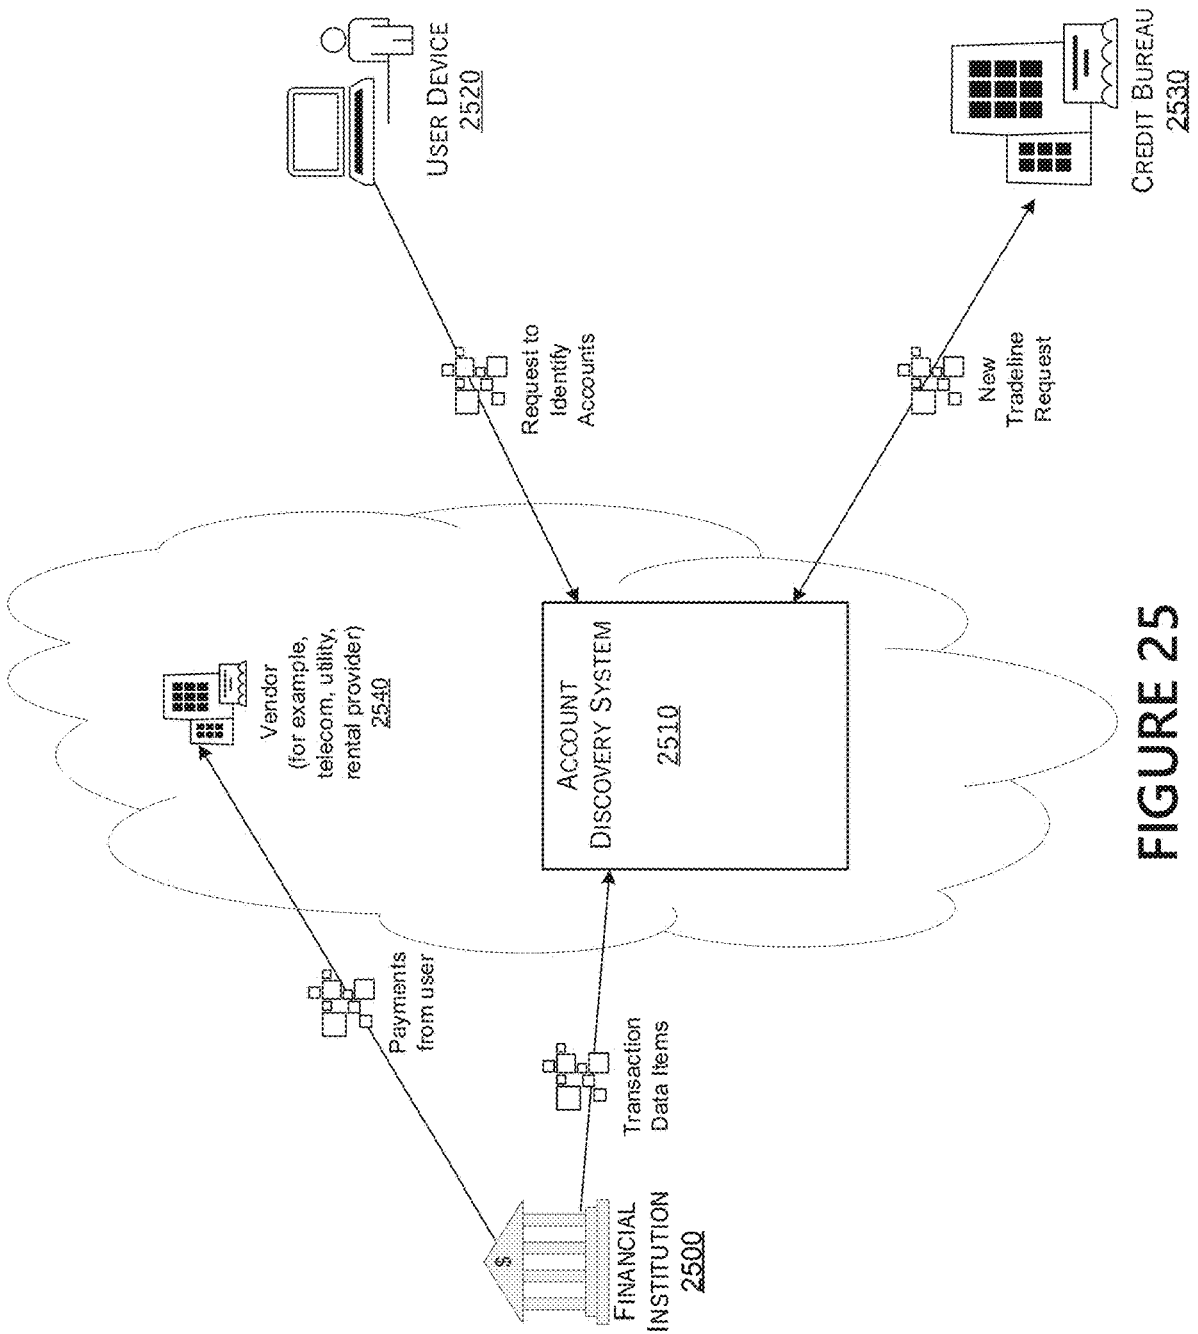 USER DEVICE
2520
CREDIT BUREAU
2530
Request to
Identify
Accounts
New
Tradeline
Request
Vendor
(for example,
telecom, utility,
rental provider)
2540
ACCOUNT
DISCOVERY SYSTEM
2510
Payments
from user
Transaction
Data Items
$
FINANCIAL
INSTITUTION
2500
FIGURE 25